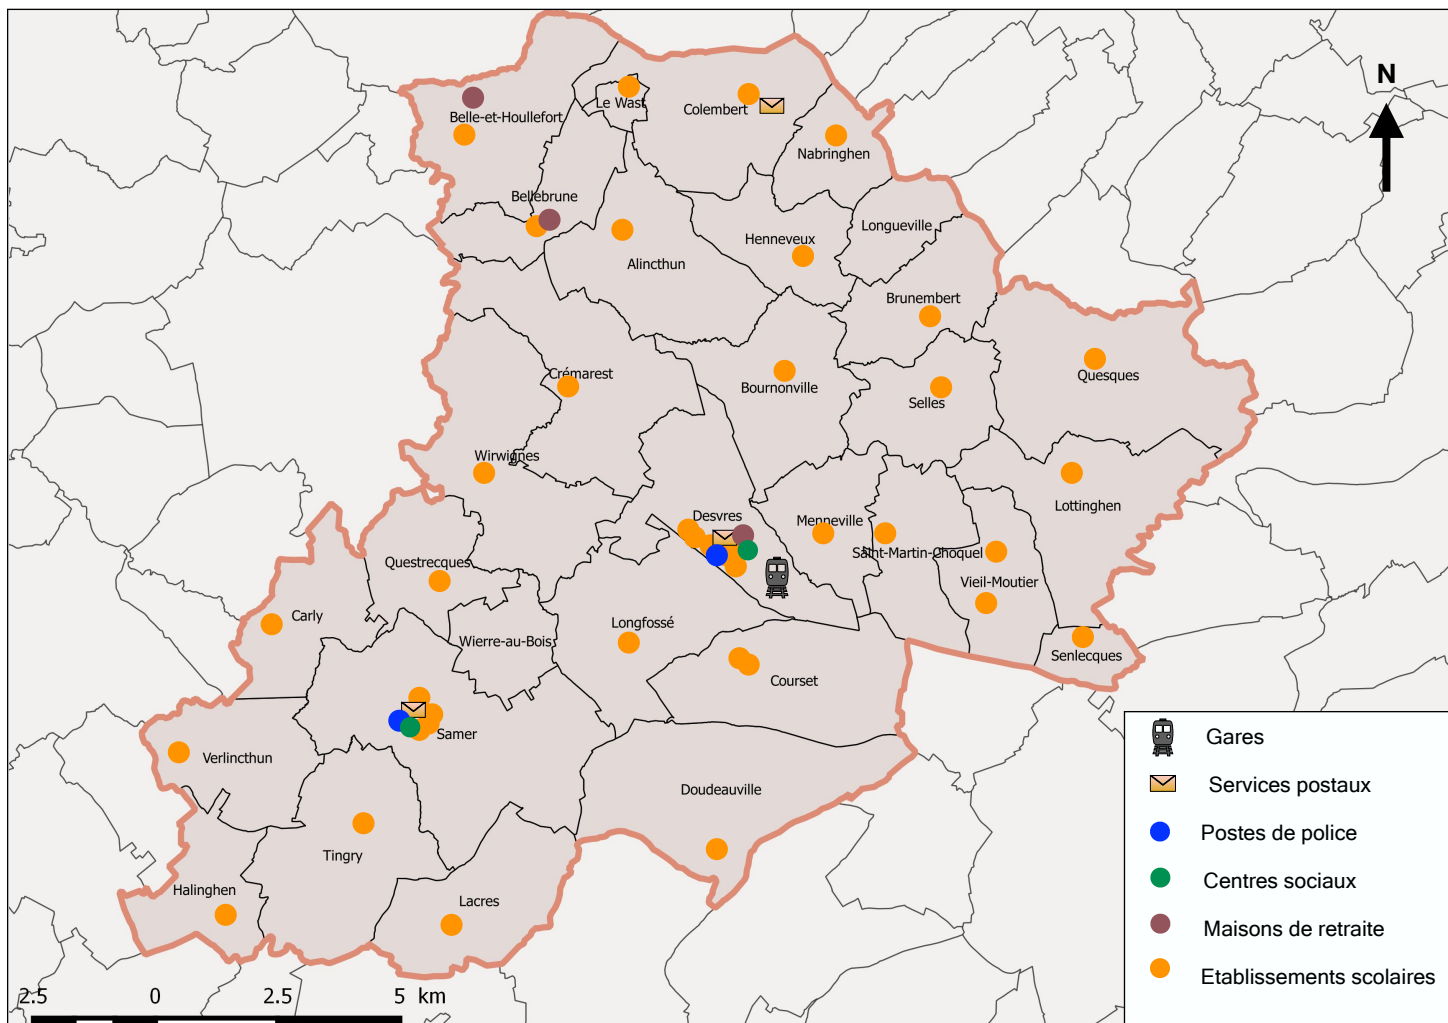 N
Le Wast
Colembert
Belle-et-Houllefort
Nabringhen
Bellebrune
Longueville
Henneveux
Alincthun
Brunembert
Crémarest
Bournonville
Quesques
Selles
Wirwignes
Lottinghen
Desvres
Menneville
Saint-Martin-Choquel
Questrecques
Vieil-Moutier
Carly
Longfossé
Wierre-au-Bois
Senlecques
Courset
Samer
Verlincthun
Doudeauville
Tingry
Halinghen
Lacres
Gares
Services postaux
Postes de police
Centres sociaux
Maisons de retraite
Etablissements scolaires
2.5 0 2.5 5 km